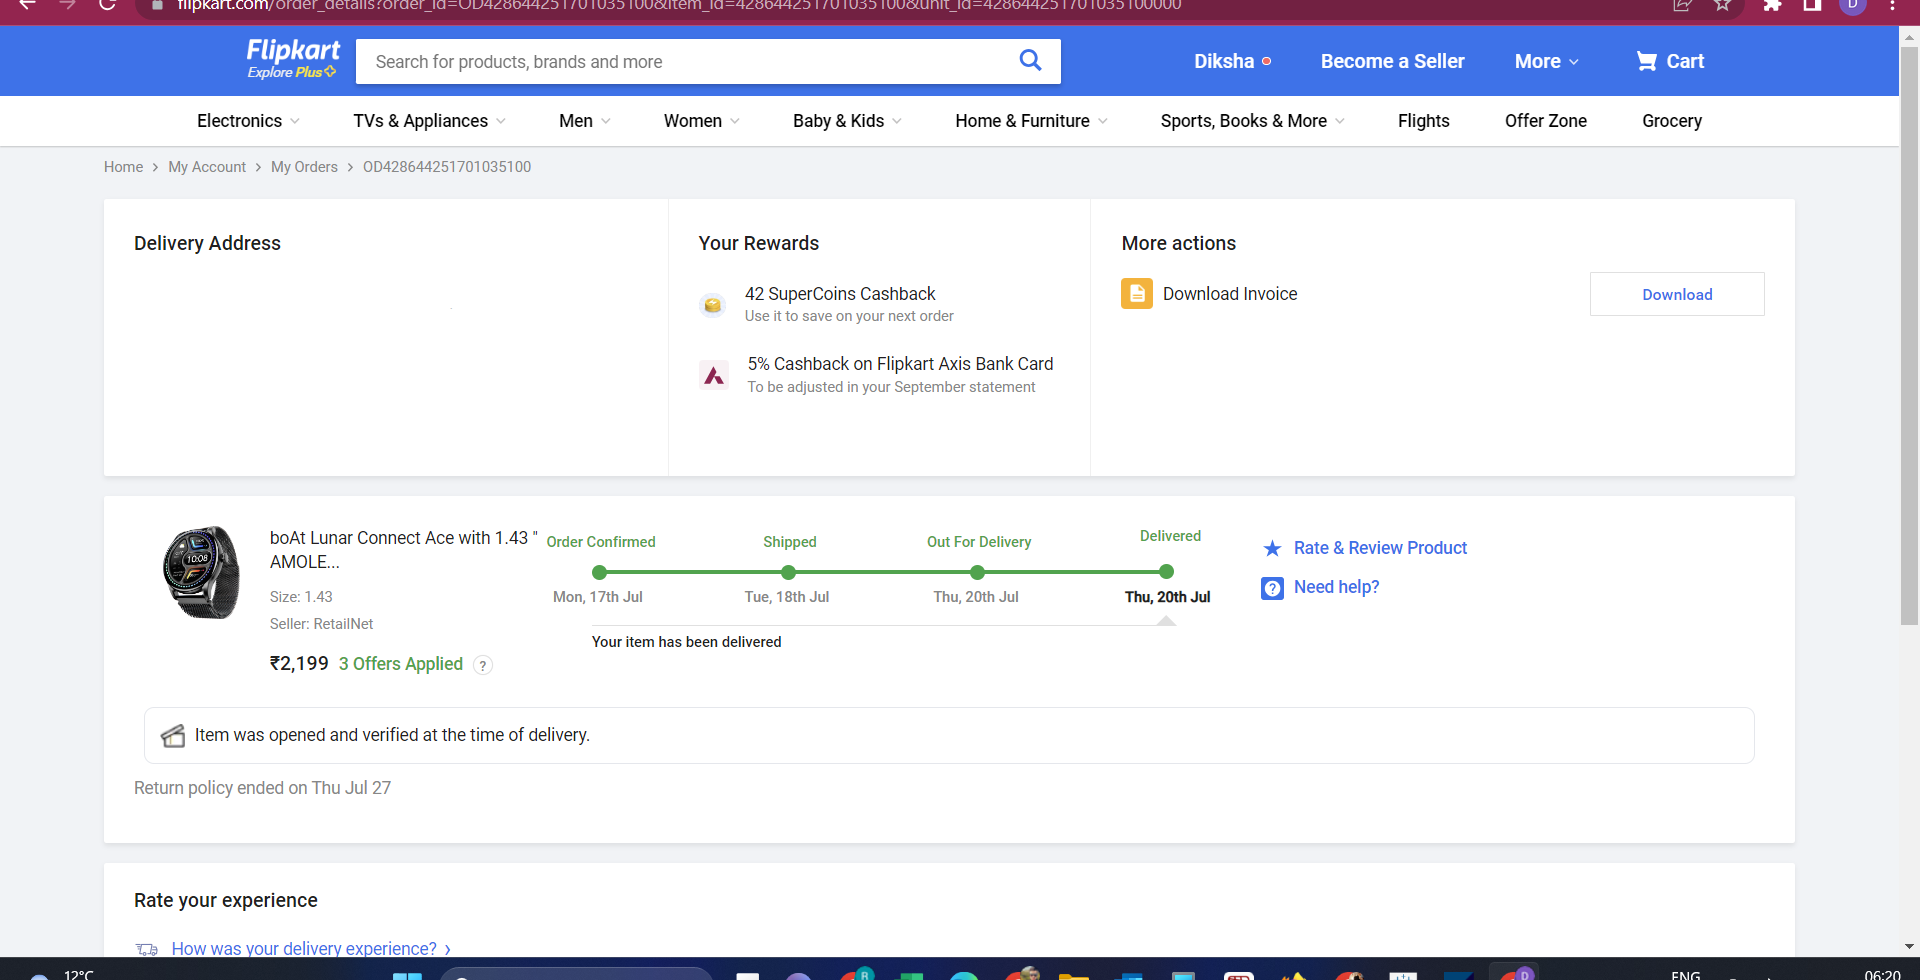 flipkart.com/order_details?order_id=OD428644251701035100&item_id=428644251701035100&unit_id=428644251701035100000
D
Flipkart
Explore Plus
Search for products, brands and more
Diksha
Become a Seller
More
Cart
Electronics
TVs & Appliances
Men
Women
Baby & Kids
Home & Furniture
Sports, Books & More
Flights
Offer Zone
Grocery
Home > My Account > My Orders > OD428644251701035100
Delivery Address
Your Rewards
42 SuperCoins Cashback
Use it to save on your next order
5% Cashback on Flipkart Axis Bank Card
To be adjusted in your September statement
More actions
Download Invoice
Download
10:08
boAt Lunar Connect Ace with 1.43 "
AMOLE...
Size: 1.43
Seller: RetailNet
₹2,199 3 Offers Applied ?
Order Confirmed
Mon, 17th Jul
Shipped
Tue, 18th Jul
Out For Delivery
Thu, 20th Jul
Delivered
Thu, 20th Jul
Your item has been delivered
Rate & Review Product
? Need help?
Item was opened and verified at the time of delivery.
Return policy ended on Thu Jul 27
Rate your experience
How was your delivery experience? >
12°C
R
D
ENG
06:20